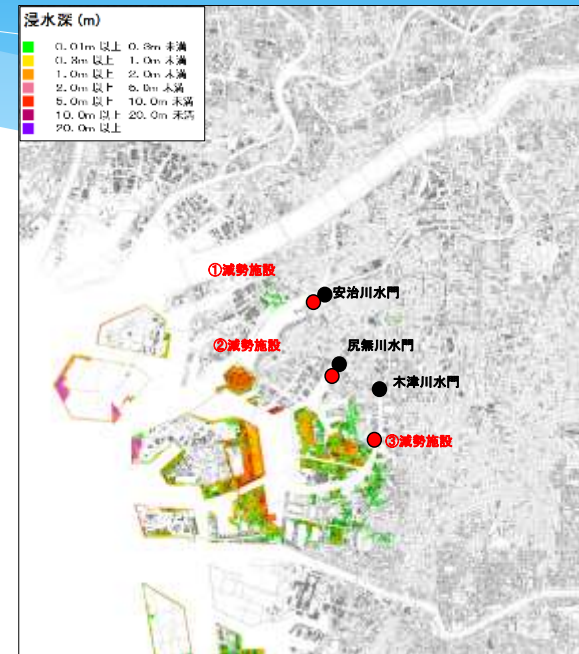 浸水深(m)
0.01m 以上 0.3m 未満
0.3m 以上 1.0m 未満
1.0m 以上 2.0m 未満
2.0m 以上 5.0m 未満
5.0m 以上 10.0m 未満
10.0m 以上 20.0m 未満
20.0m 以上
①減勢施設
安治川水門
②減勢施設
尻無川水門
木津川水門
③減勢施設